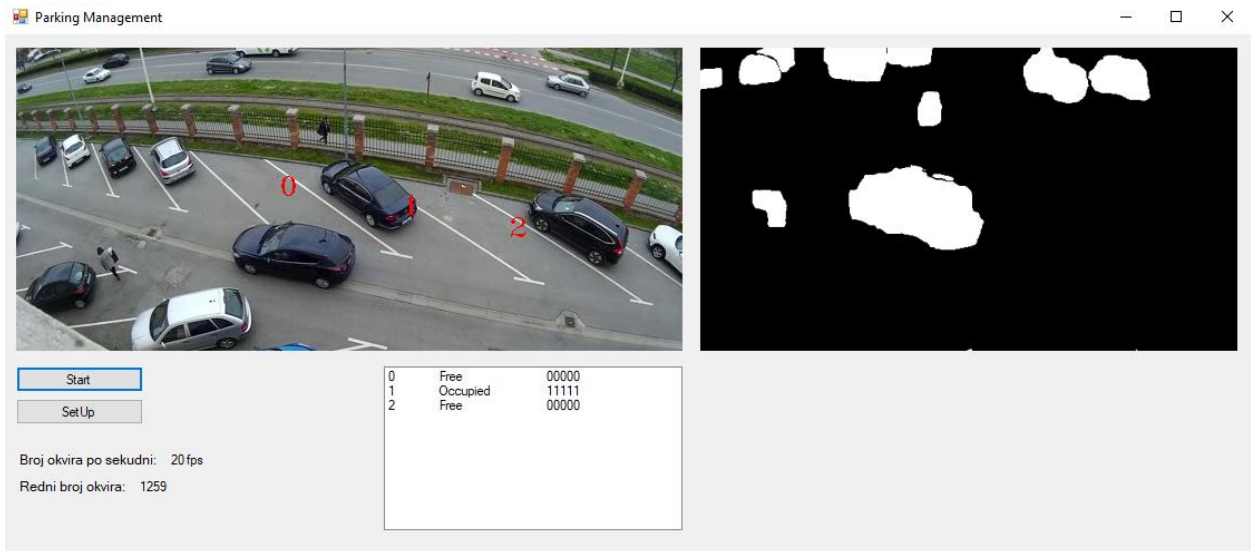 Parking Management
0
1
2
Start
SetUp
Broj okvira po sekudni: 20 fps
Redni broj okvira: 1259
0 Free 00000
1 Occupied 11111
2 Free 00000